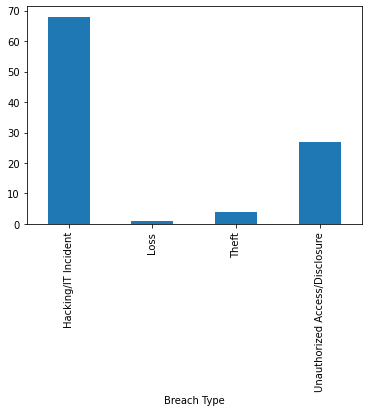 70
60
50
40
30
20
10
0
Hacking/IT Incident
Loss
Theft
Unauthorized Access/Disclosure
Breach Type